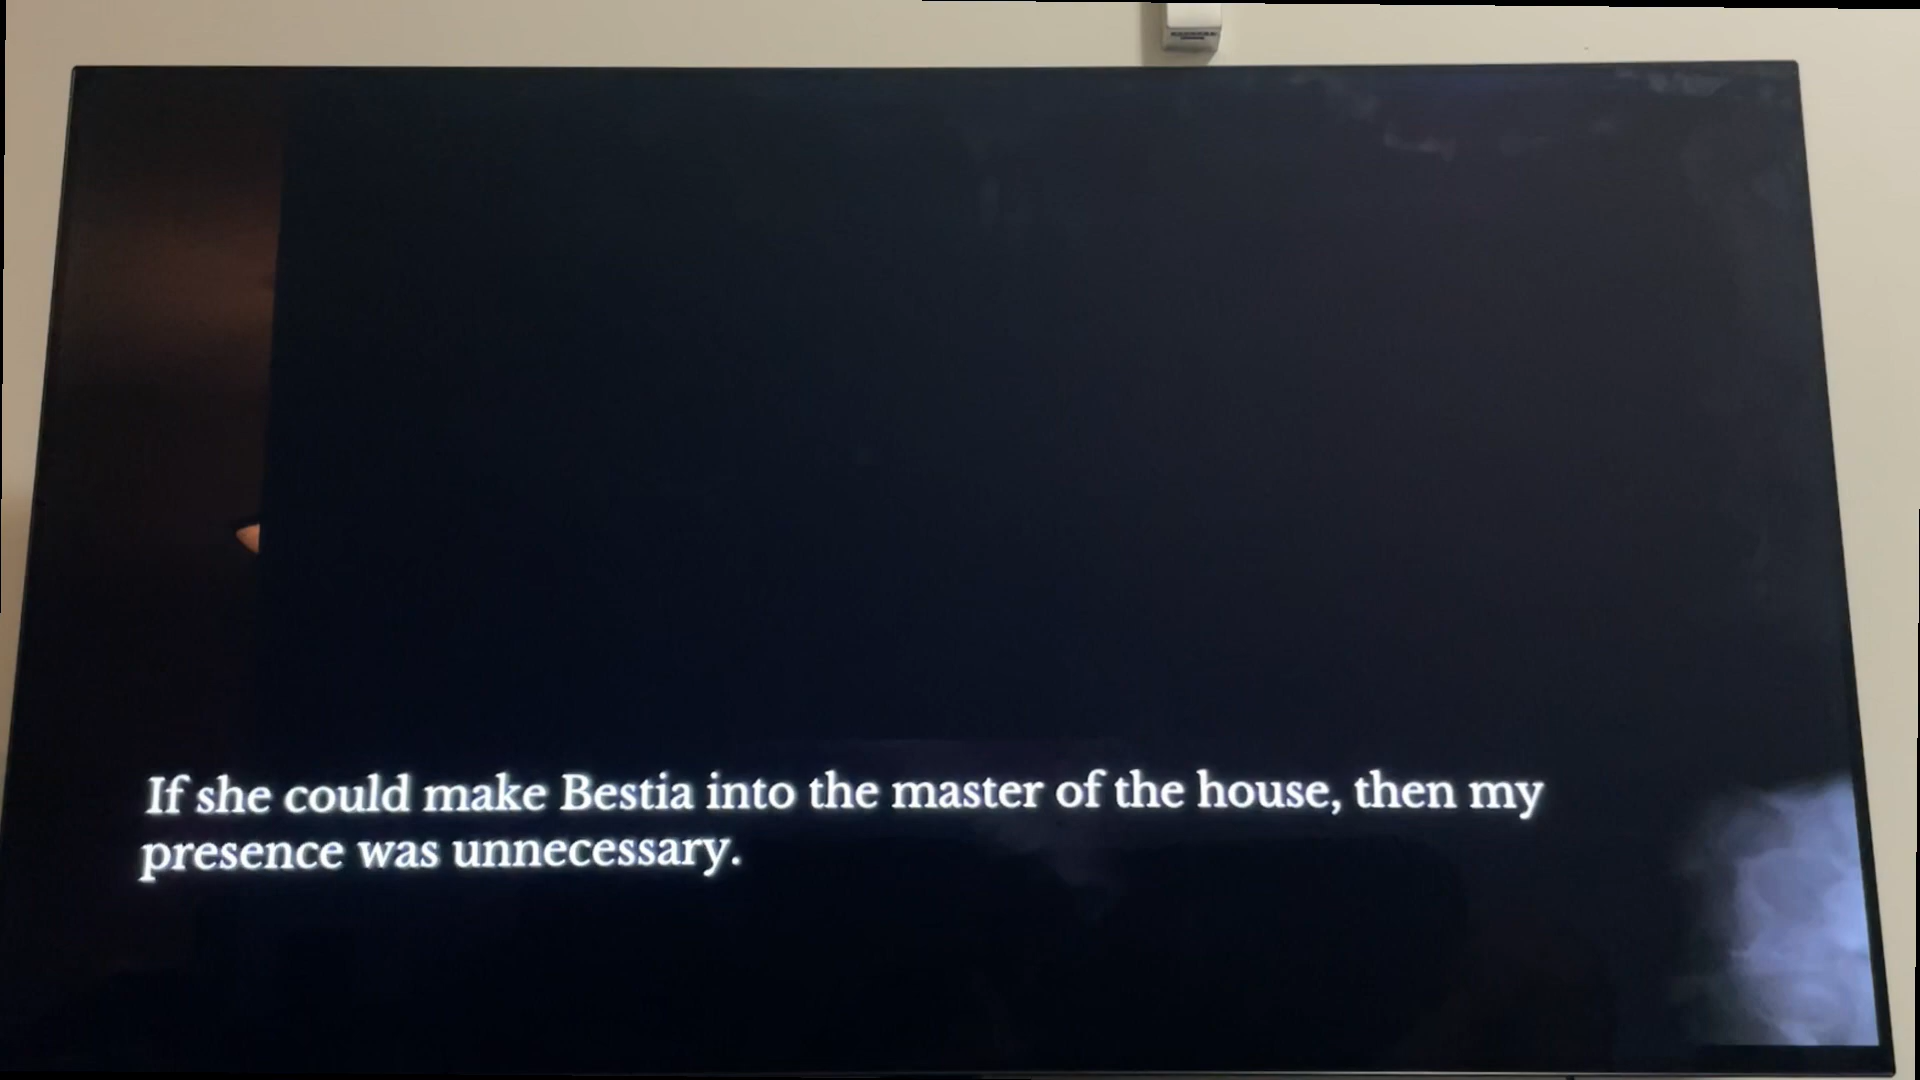 If she could make Bestia into the master of the house, then my
presence was unnecessary.